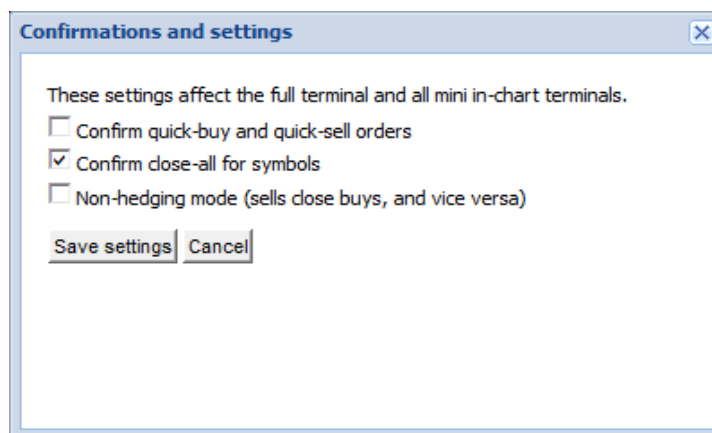 Confirmations and settings
These settings affect the full terminal and all mini in-chart terminals.
Confirm quick-buy and quick-sell orders
Confirm close-all for symbols
Non-hedging mode (sells close buys, and vice versa)
Save settings Cancel